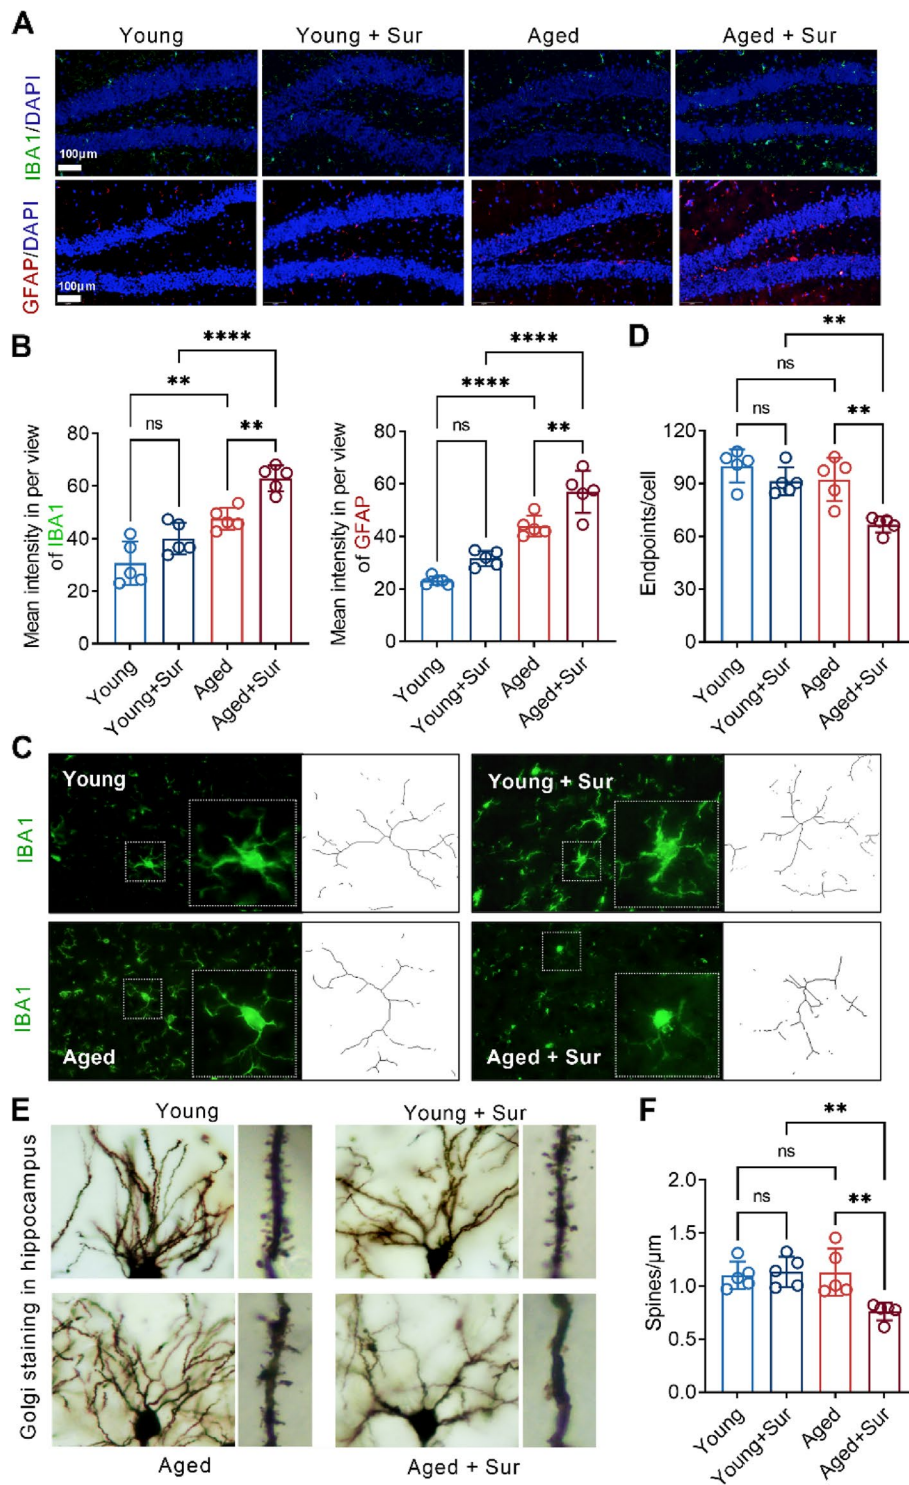 A
Young
Young + Sur
Aged
Aged + Sur
IBA1/DAPI
100μm
GFAP/DAPI
100μm
B
Mean intensity in per view
of IBA1
80
60
40
20
0
ns
**
**
****
Young
Young+Sur
Aged
Aged+Sur
Mean intensity in per view
of GFAP
80
60
40
20
0
ns
****
**
****
Young
Young+Sur
Aged
Aged+Sur
D
Endpoints/cell
120
90
60
30
0
ns
ns
**
**
Young
Young+Sur
Aged
Aged+Sur
C
IBA1
Young
Young + Sur
IBA1
Aged
Aged + Sur
E
Golgi staining in hippocampus
Young
Young + Sur
Aged
Aged + Sur
F
Spines/μm
2.0
1.5
1.0
0.5
0.0
ns
ns
**
**
Young
Young+Sur
Aged
Aged+Sur